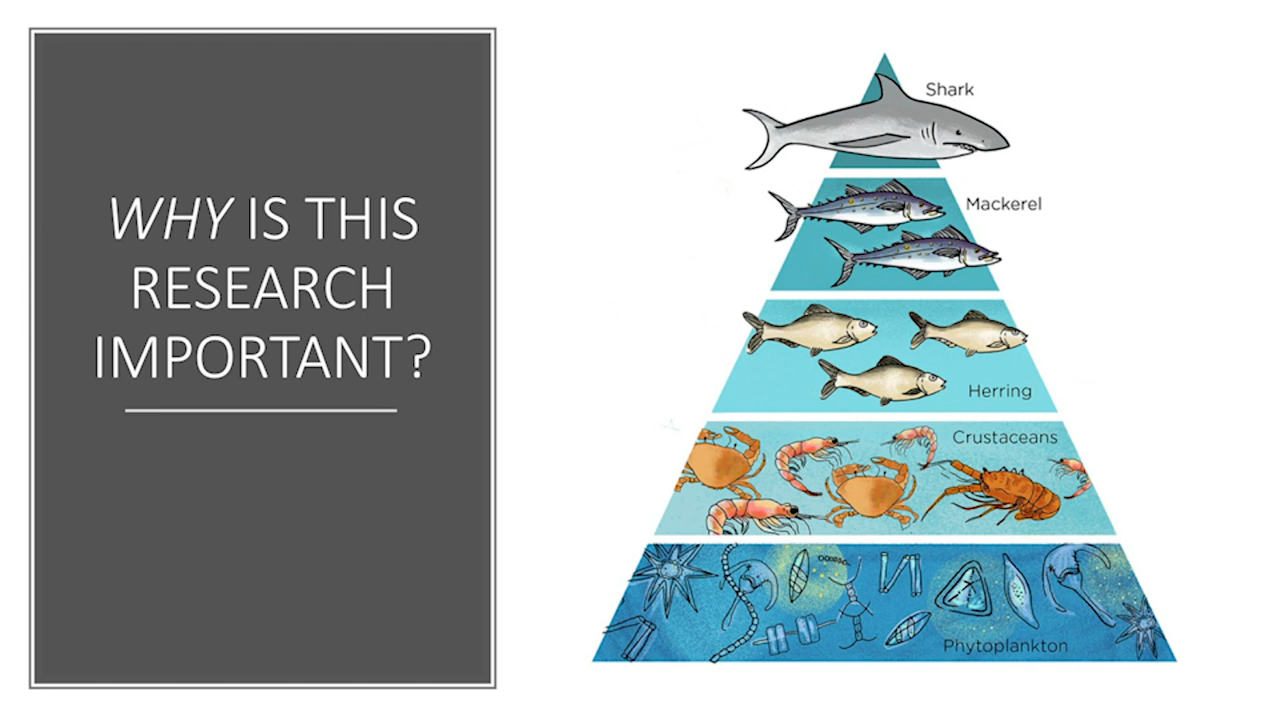 WHY IS THIS
RESEARCH
IMPORTANT?
Shark
Mackerel
Herring
Crustaceans
Phytoplankton